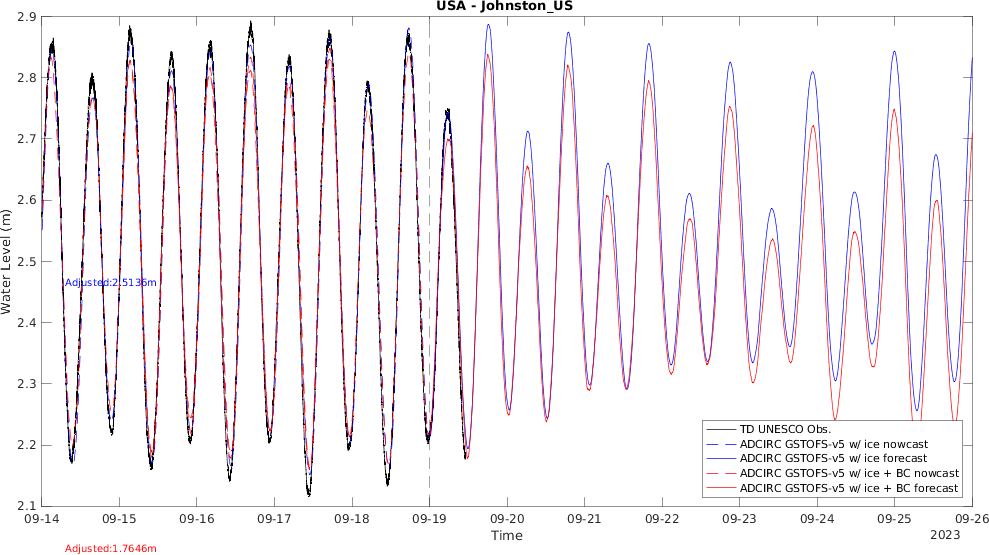 USA - Johnston_US
2.9
2.8
2.7
2.6
2.5
2.4
2.3
2.2
2.1
Water Level (m)
Adjusted:2.5136m
TD UNESCO Obs.
ADCIRC GSTOFS-v5 w/ ice nowcast
ADCIRC GSTOFS-v5 w/ ice forecast
ADCIRC GSTOFS-v5 w/ ice + BC nowcast
ADCIRC GSTOFS-v5 w/ ice + BC forecast
09-14 09-15 09-16 09-17 09-18 09-19 09-20 09-21 09-22 09-23 09-24 09-25 09-26
Time
2023
Adjusted:1.7646m